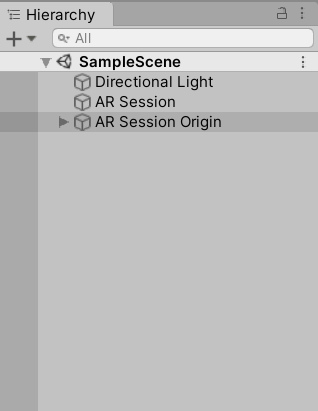 Hierarchy
All
SampleScene
Directional Light
AR Session
AR Session Origin